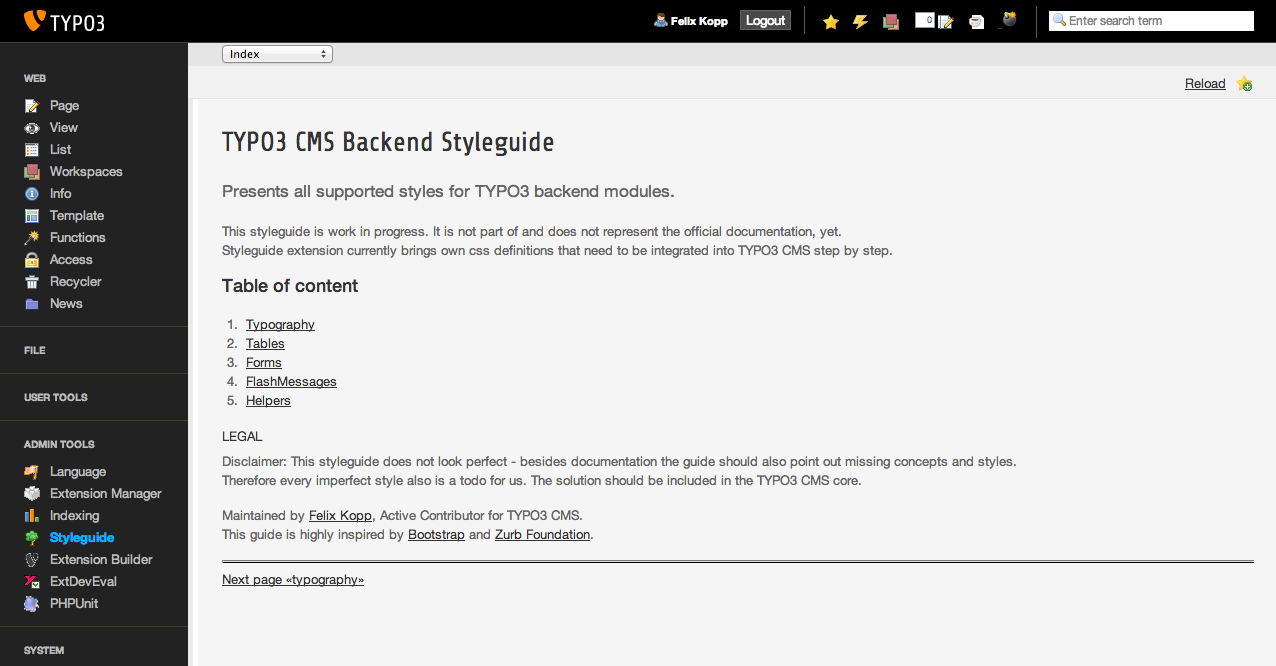 TYPO3
Felix Kopp
Logout
0
Enter search term
WEB
Page
View
List
Workspaces
Info
Template
Functions
Access
Recycler
News
FILE
USER TOOLS
ADMIN TOOLS
Language
Extension Manager
Indexing
Styleguide
Extension Builder
ExtDevEval
PHPUnit
SYSTEM
Index
Reload
TYPO3 CMS Backend Styleguide
Presents all supported styles for TYPO3 backend modules.
This styleguide is work in progress. It is not part of and does not represent the official documentation, yet.
Styleguide extension currently brings own css definitions that need to be integrated into TYPO3 CMS step by step.
Table of content
1. Typography
2. Tables
3. Forms
4. FlashMessages
5. Helpers
LEGAL
Disclaimer: This styleguide does not look perfect - besides documentation the guide should also point out missing concepts and styles.
Therefore every imperfect style also is a todo for us. The solution should be included in the TYPO3 CMS core.
Maintained by Felix Kopp, Active Contributor for TYPO3 CMS.
This guide is highly inspired by Bootstrap and Zurb Foundation.
Next page «typography»